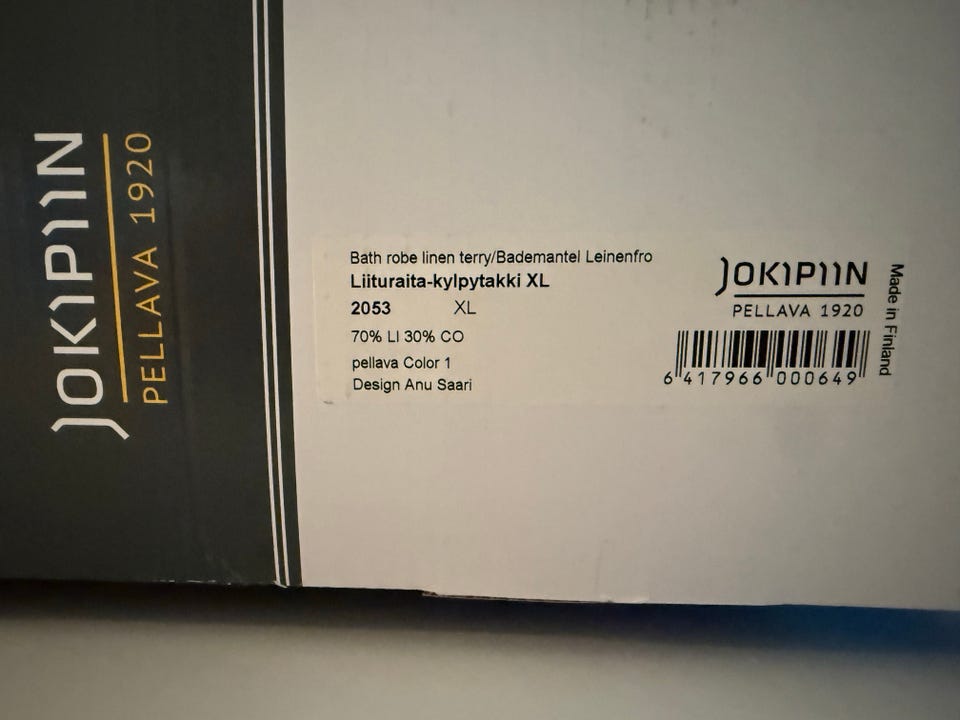 JOKIPIIN
PELLAVA 1920
Bath robe linen terry/Bademantel Leinenfro
Liituraita-kylpytakki XL
2053 XL
70% LI 30% CO
pellava Color 1
Design Anu Saari
JOKIPIIN
PELLAVA 1920
6 417966 000649
Made in Finland